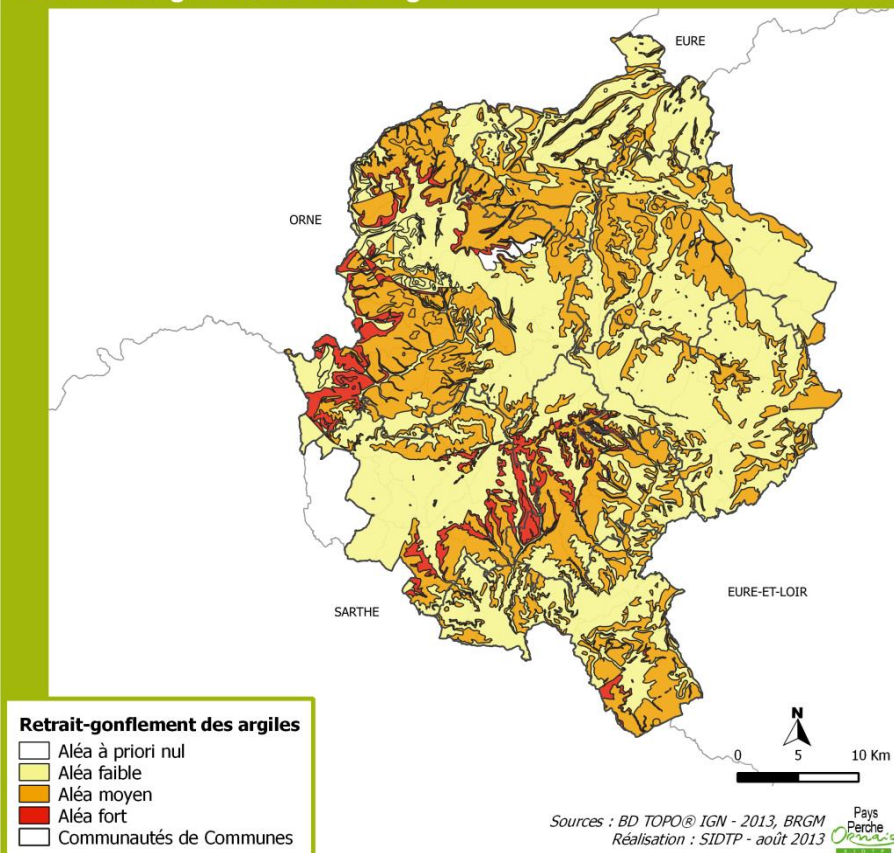 EURE
ORNE
EURE-ET-LOIR
SARTHE
N
0 5 10 Km
Retrait-gonflement des argiles
Aléa à priori nul
Aléa faible
Aléa moyen
Aléa fort
Communautés de Communes
Sources : BD TOPO® IGN - 2013, BRGM
Réalisation : SIDTP - août 2013
Pays
Perche
Ornais
SIDTP